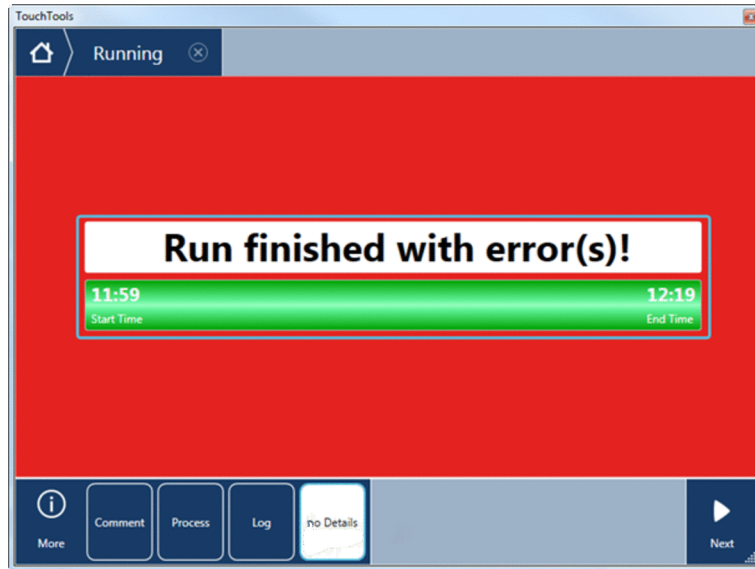 TouchTools
Running
Run finished with error(s)!
11:59 12:19
Start Time End Time
Comment Process Log no Details
More Next